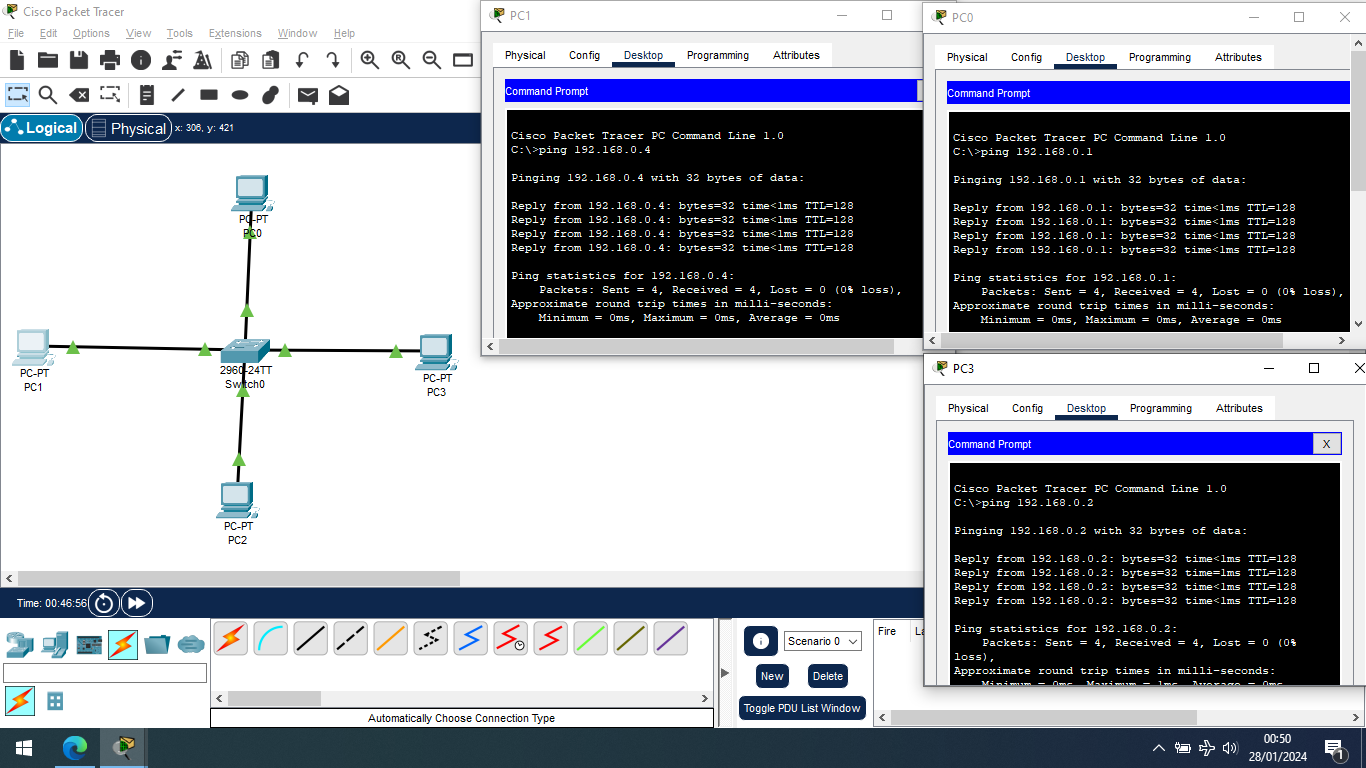 Cisco Packet Tracer
File Edit Options View Tools Extensions Window Help
Logical Physical x: 306, y: 421
PC-PT
PC0
PC-PT
PC1
2960-24TT
Switch0
PC-PT
PC3
PC-PT
PC2
PC1
Physical Config Desktop Programming Attributes
Command Prompt
Cisco Packet Tracer PC Command Line 1.0
C:\>ping 192.168.0.4
Pinging 192.168.0.4 with 32 bytes of data:
Reply from 192.168.0.4: bytes=32 time<1ms TTL=128
Reply from 192.168.0.4: bytes=32 time<1ms TTL=128
Reply from 192.168.0.4: bytes=32 time<1ms TTL=128
Reply from 192.168.0.4: bytes=32 time<1ms TTL=128
Ping statistics for 192.168.0.4:
Packets: Sent = 4, Received = 4, Lost = 0 (0% loss),
Approximate round trip times in milli-seconds:
Minimum = 0ms, Maximum = 0ms, Average = 0ms
PC0
Physical Config Desktop Programming Attributes
Command Prompt
Cisco Packet Tracer PC Command Line 1.0
C:\>ping 192.168.0.1
Pinging 192.168.0.1 with 32 bytes of data:
Reply from 192.168.0.1: bytes=32 time<1ms TTL=128
Reply from 192.168.0.1: bytes=32 time<1ms TTL=128
Reply from 192.168.0.1: bytes=32 time=1ms TTL=128
Reply from 192.168.0.1: bytes=32 time<1ms TTL=128
Ping statistics for 192.168.0.1:
Packets: Sent = 4, Received = 4, Lost = 0 (0% loss),
Approximate round trip times in milli-seconds:
Minimum = 0ms, Maximum = 0ms, Average = 0ms
PC3
Physical Config Desktop Programming Attributes
Command Prompt X
Cisco Packet Tracer PC Command Line 1.0
C:\>ping 192.168.0.2
Pinging 192.168.0.2 with 32 bytes of data:
Reply from 192.168.0.2: bytes=32 time<1ms TTL=128
Reply from 192.168.0.2: bytes=32 time=1ms TTL=128
Reply from 192.168.0.2: bytes=32 time<1ms TTL=128
Reply from 192.168.0.2: bytes=32 time<1ms TTL=128
Ping statistics for 192.168.0.2:
Packets: Sent = 4, Received = 4, Lost = 0 (0%
loss),
Approximate round trip times in milli-seconds:
Minimum = 0ms, Maximum = 1ms, Average = 0ms
Time: 00:46:56
Automatically Choose Connection Type
Scenario 0
New Delete
Toggle PDU List Window
Fire
00:50
28/01/2024
1